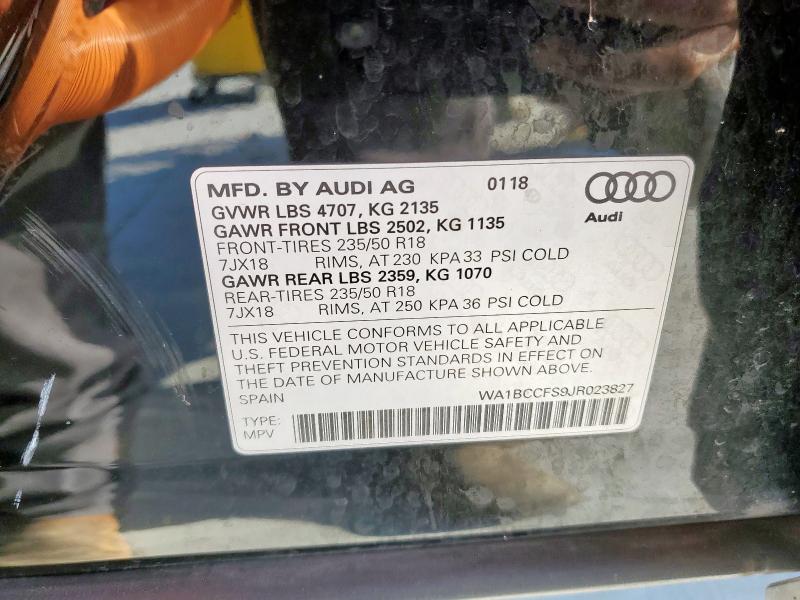 MFD. BY AUDI AG 0118
Audi
GVWR LBS 4707, KG 2135
GAWR FRONT LBS 2502, KG 1135
FRONT-TIRES 235/50 R18
7JX18 RIMS, AT 230 KPA 33 PSI COLD
GAWR REAR LBS 2359, KG 1070
REAR-TIRES 235/50 R18
7JX18 RIMS, AT 250 KPA 36 PSI COLD
THIS VEHICLE CONFORMS TO ALL APPLICABLE
U.S. FEDERAL MOTOR VEHICLE SAFETY AND
THEFT PREVENTION STANDARDS IN EFFECT ON
THE DATE OF MANUFACTURE SHOWN ABOVE.
SPAIN WA1BCCFS9JR023827
TYPE:
MPV